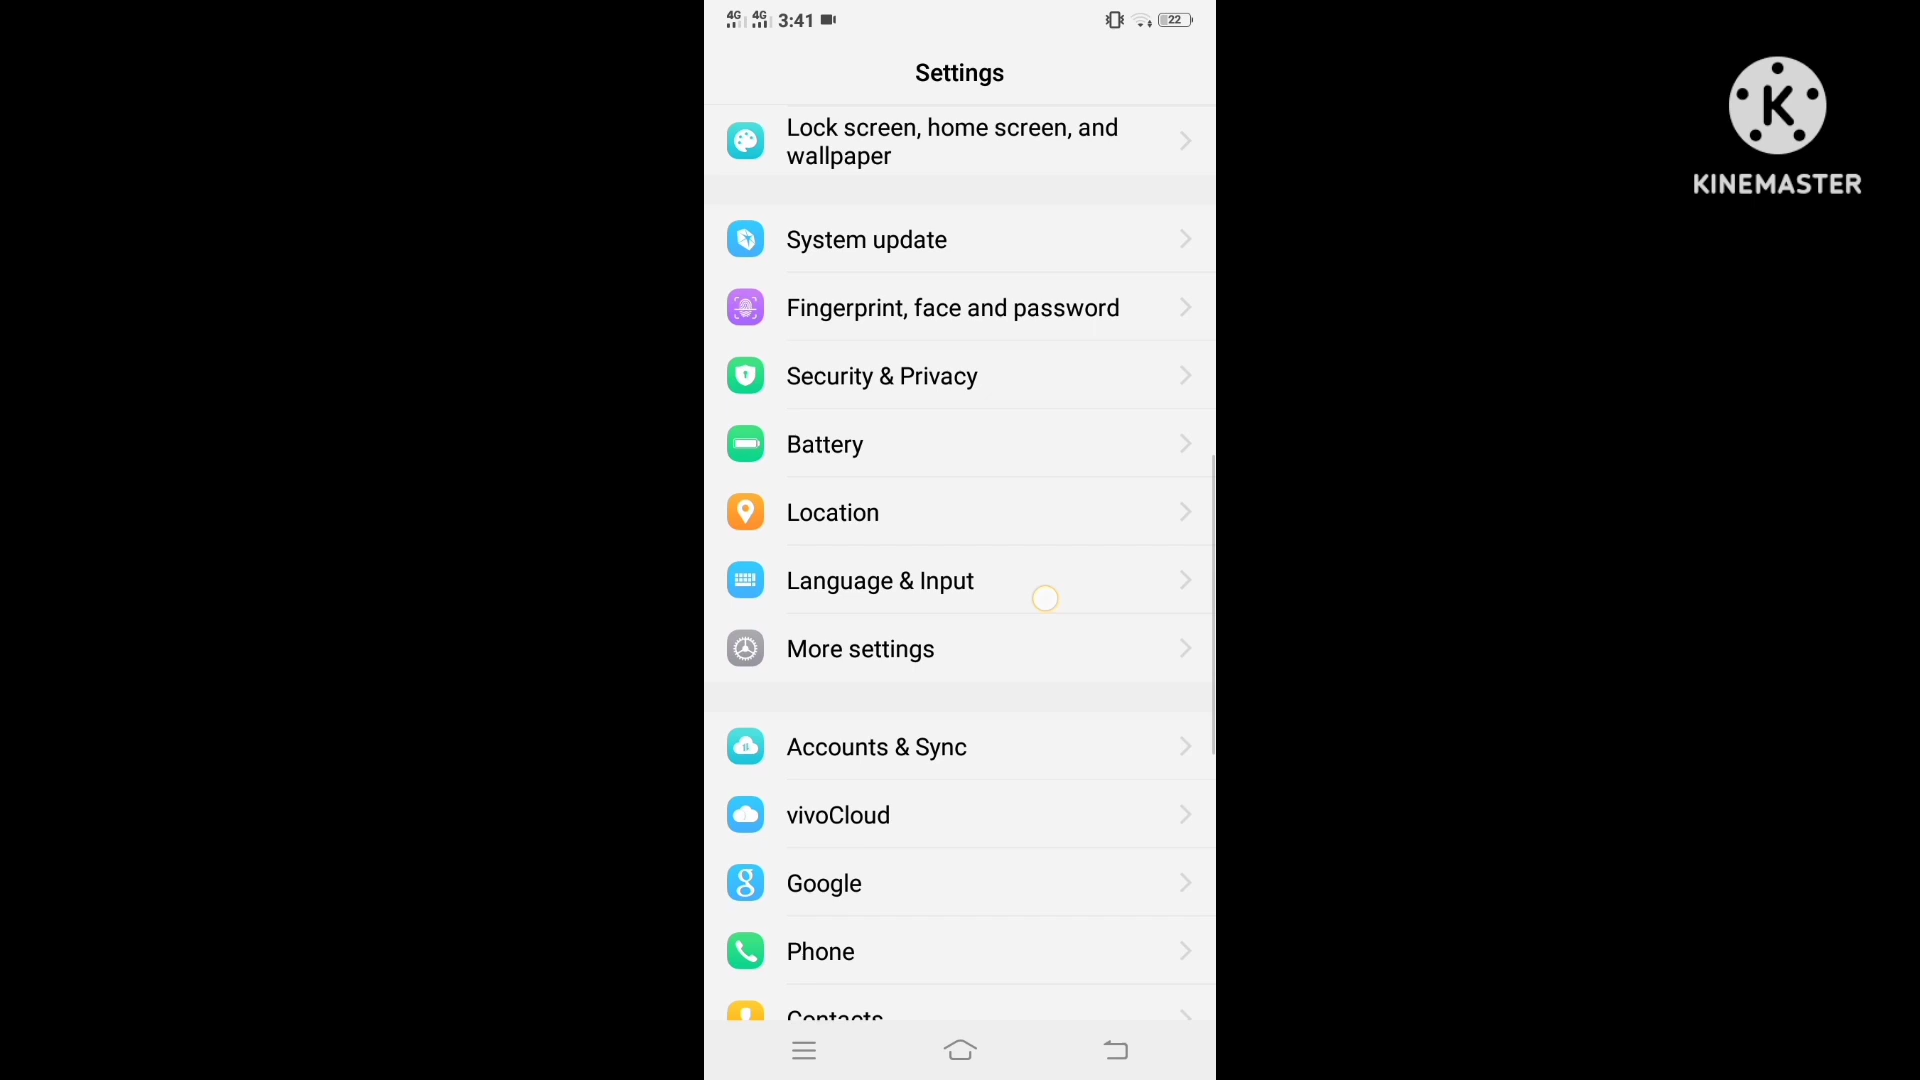 4G 4G 3:41 22
Settings
Lock screen, home screen, and
wallpaper
System update
Fingerprint, face and password
Security & Privacy
Battery
Location
Language & Input
More settings
Accounts & Sync
vivoCloud
Google
Phone
Contacts
K
KINEMASTER